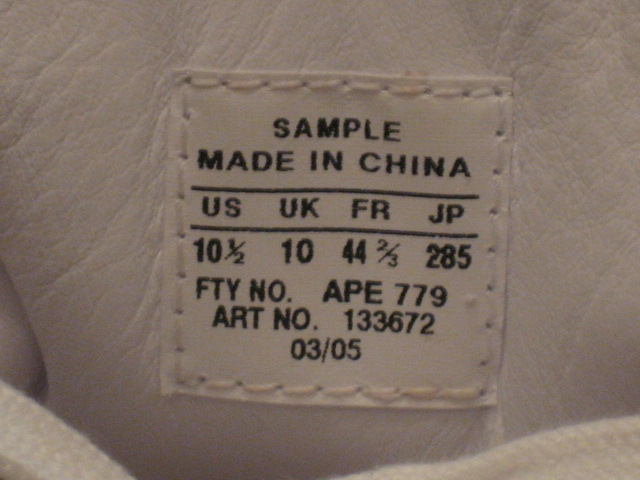 SAMPLE
MADE IN CHINA
US UK FR JP
10½ 10 44⅔ 285
FTY NO. APE 779
ART NO. 133672
03/05